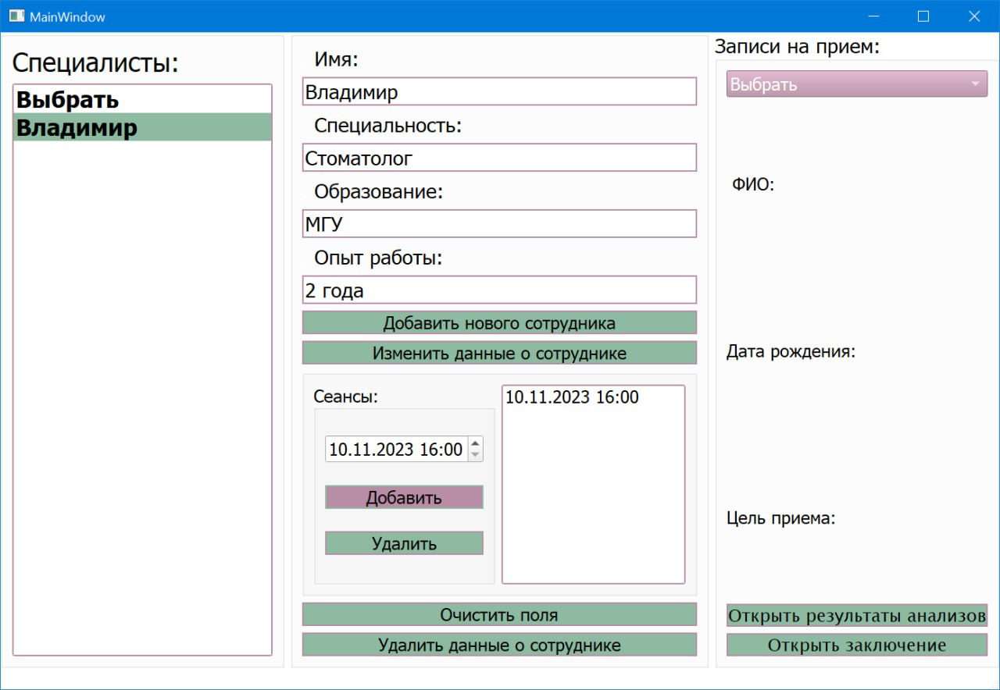 MainWindow
Специалисты:
Выбрать
Владимир
Имя:
Владимир
Специальность:
Стоматолог
Образование:
МГУ
Опыт работы:
2 года
Добавить нового сотрудника
Изменить данные о сотруднике
Сеансы:
10.11.2023 16:00
Добавить
Удалить
10.11.2023 16:00
Очистить поля
Удалить данные о сотруднике
Записи на прием:
Выбрать
ФИО:
Дата рождения:
Цель приема:
Открыть результаты анализов
Открыть заключение